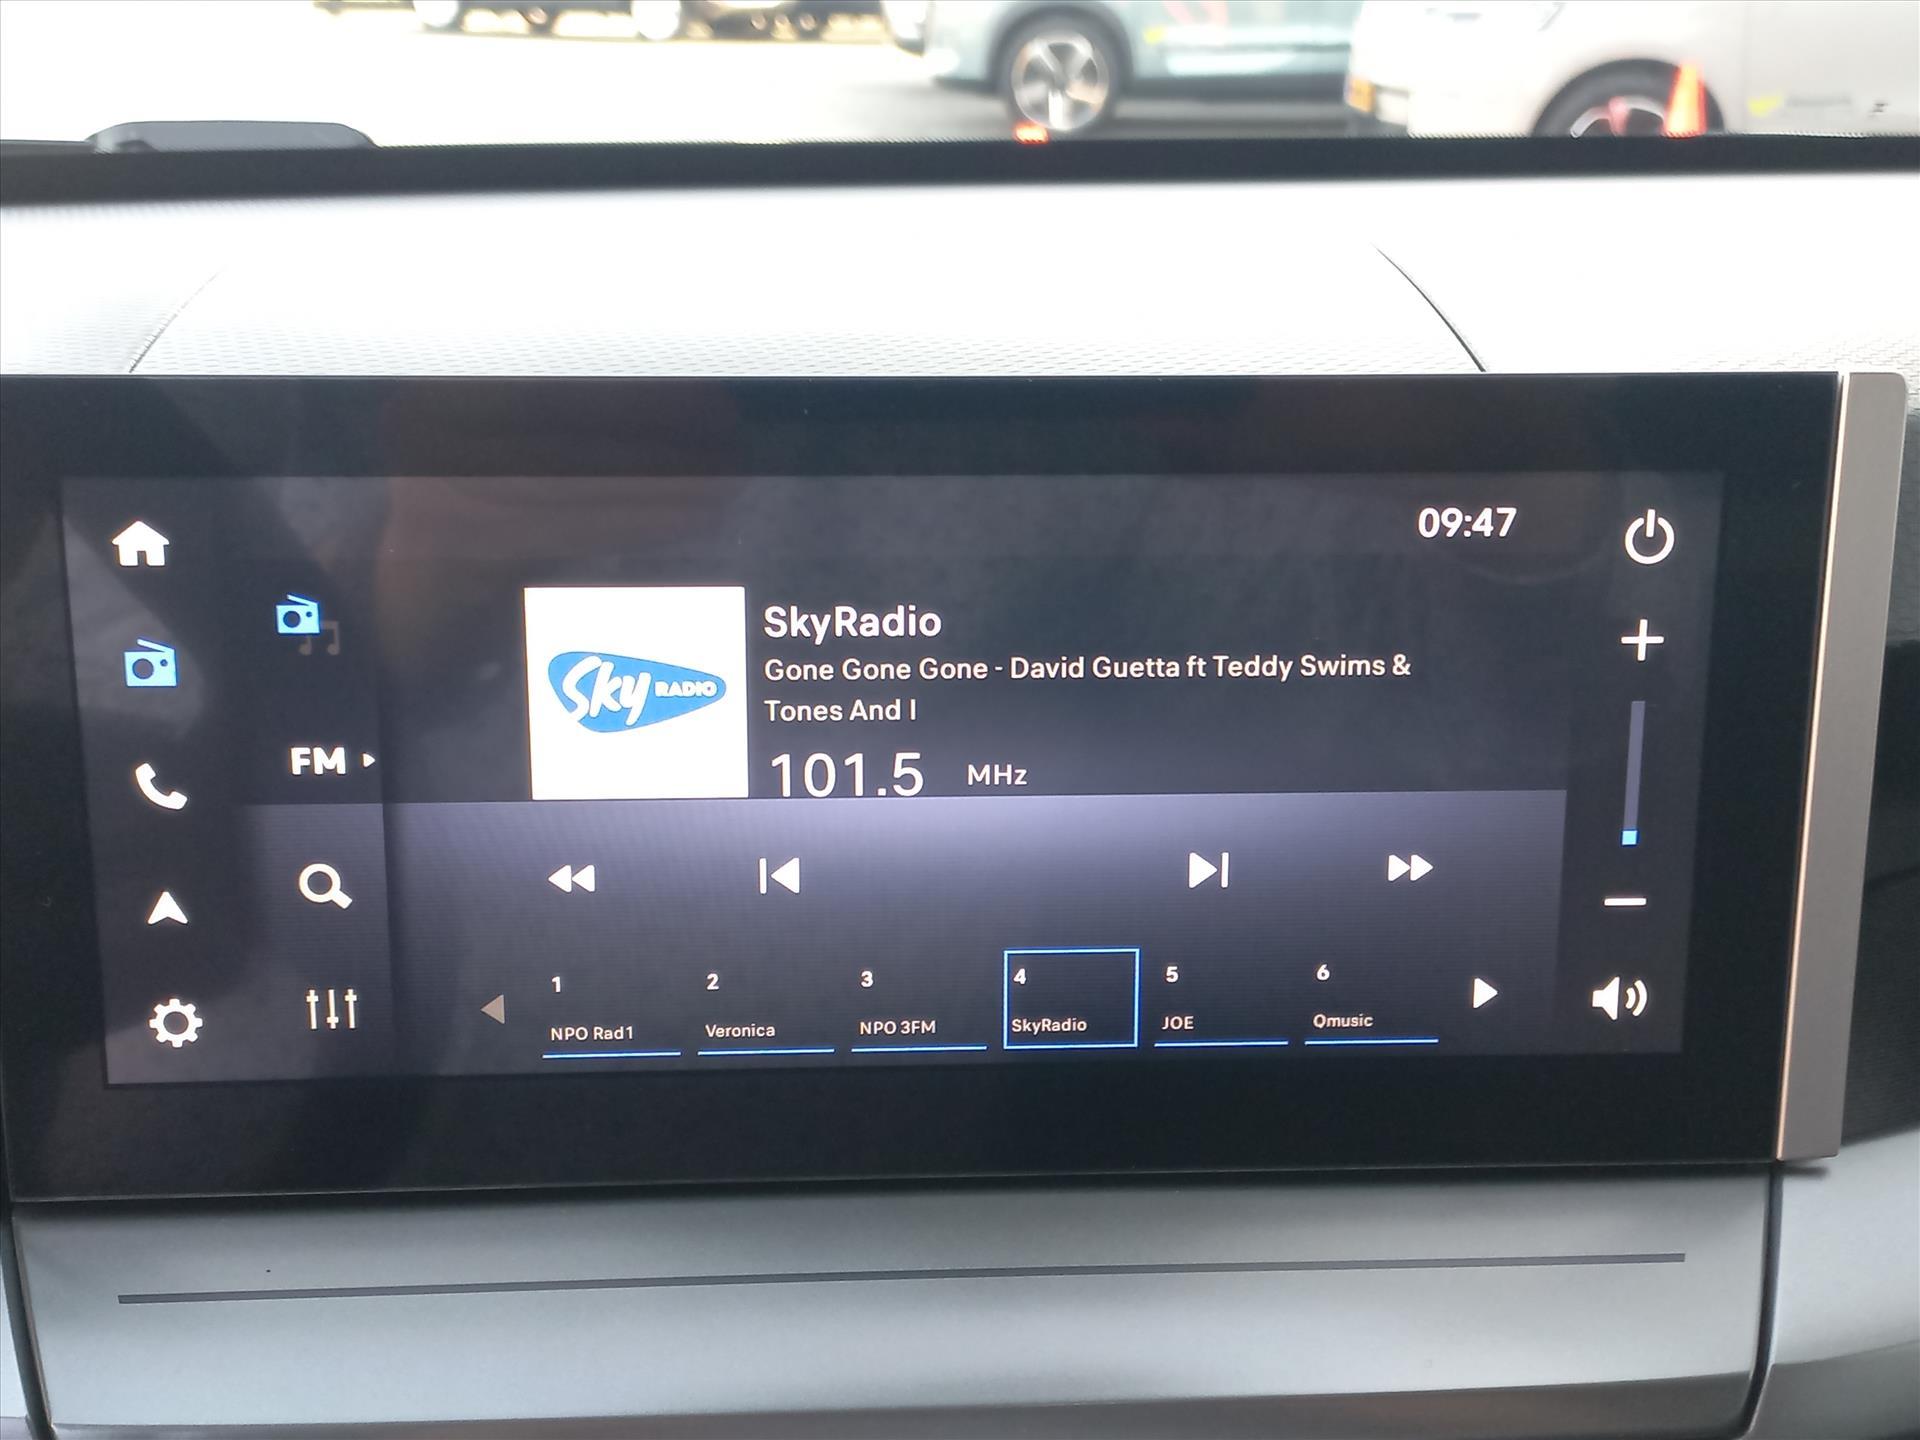 09:47
Sky RADIO
SkyRadio
Gone Gone Gone - David Guetta ft Teddy Swims &
Tones And I
101.5 MHz
FM
1 2 3 4 5 6
NPO Rad1 Veronica NPO 3FM SkyRadio JOE Qmusic